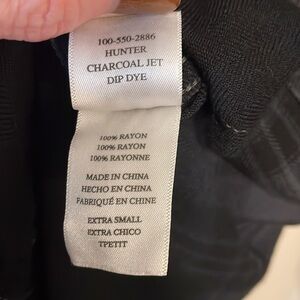 100-550-2886
HUNTER
CHARCOAL JET
DIP DYE
100% RAYON
100% RAYON
100% RAYONNE
MADE IN CHINA
HECHO EN CHINA
FABRIQUÉ EN CHINE
EXTRA SMALL
EXTRA CHICO
TPETIT